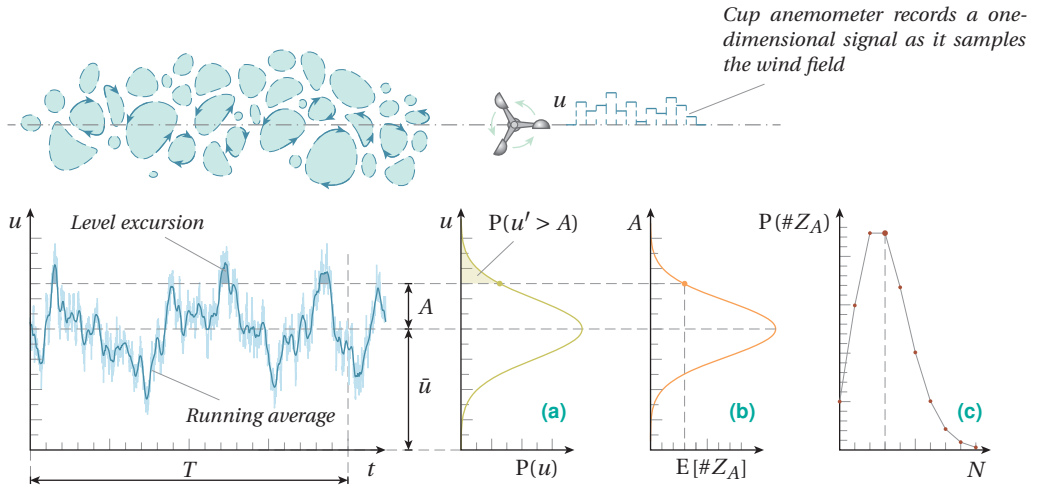 Cup anemometer records a one-
dimensional signal as it samples
the wind field
u
u
Level excursion
u
P(u′ > A)
A
P(#Z_A)
A
ū
Running average
(a)
(b)
(c)
T
t
P(u)
E[#Z_A]
N